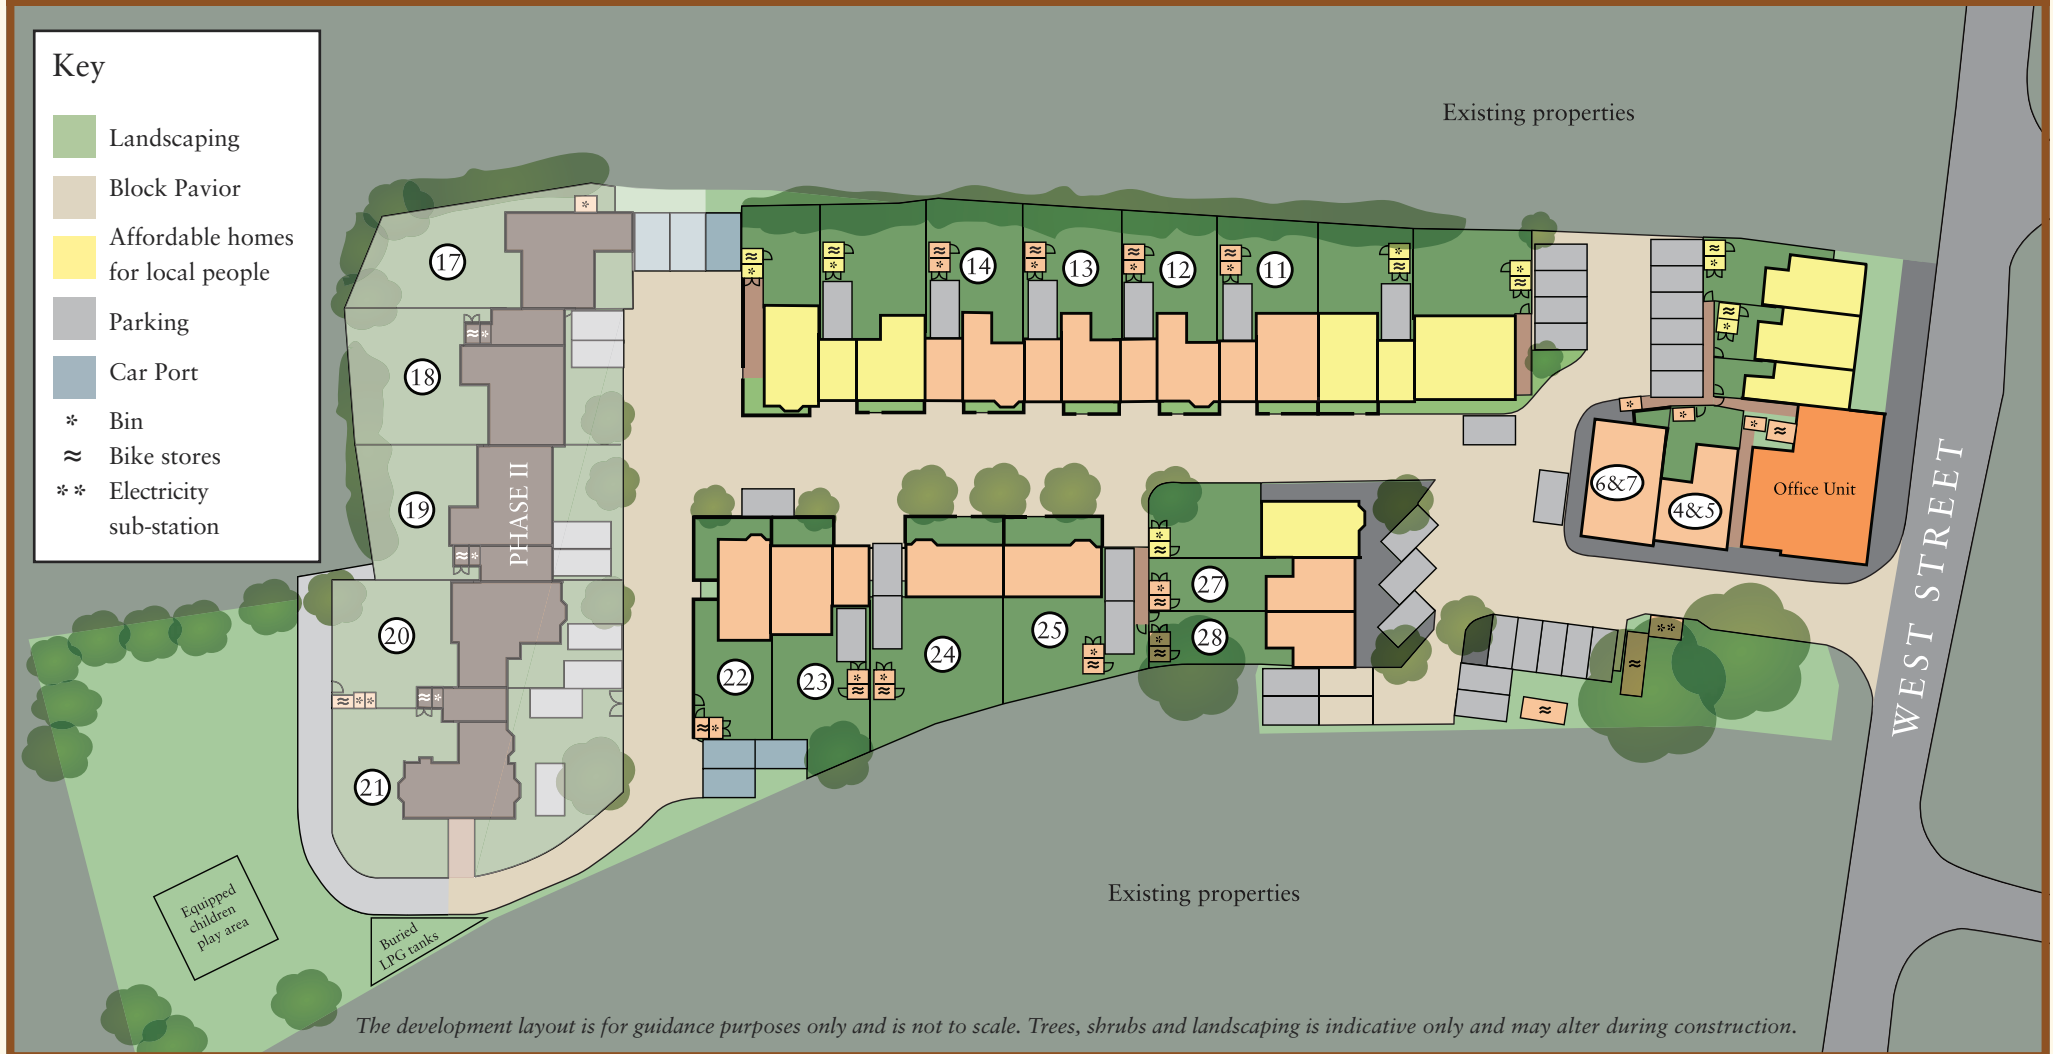 Key
Landscaping
Block Pavior
Affordable homes
for local people
Parking
Car Port
* Bin
≈ Bike stores
** Electricity
sub-station
Existing properties
17
14
13
12
11
18
19
PHASE II
6&7
4&5
Office Unit
WEST STREET
20
27
28
25
24
23
22
21
Equipped
children
play area
Buried
LPG tanks
Existing properties
The development layout is for guidance purposes only and is not to scale. Trees, shrubs and landscaping is indicative only and may alter during construction.